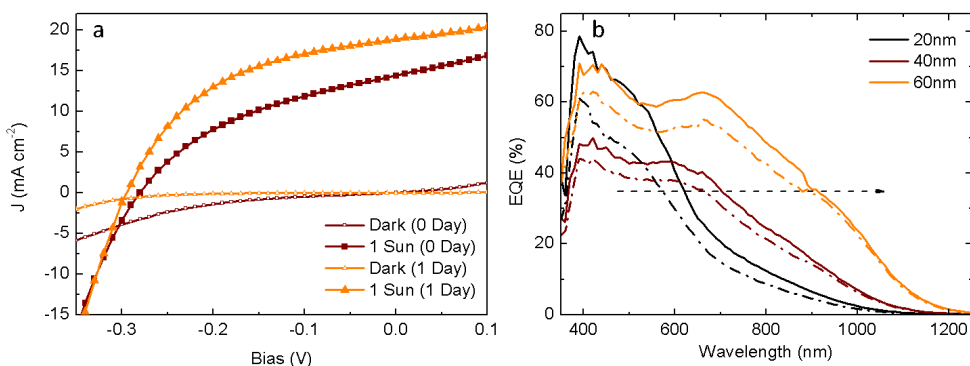 a
J (mA cm-2)
20
15
10
5
0
-5
-10
-15
-0.3
-0.2
-0.1
0.0
0.1
Bias (V)
Dark (0 Day)
1 Sun (0 Day)
Dark (1 Day)
1 Sun (1 Day)
b
EQE (%)
80
60
40
20
0
400
600
800
1000
1200
Wavelength (nm)
20nm
40nm
60nm